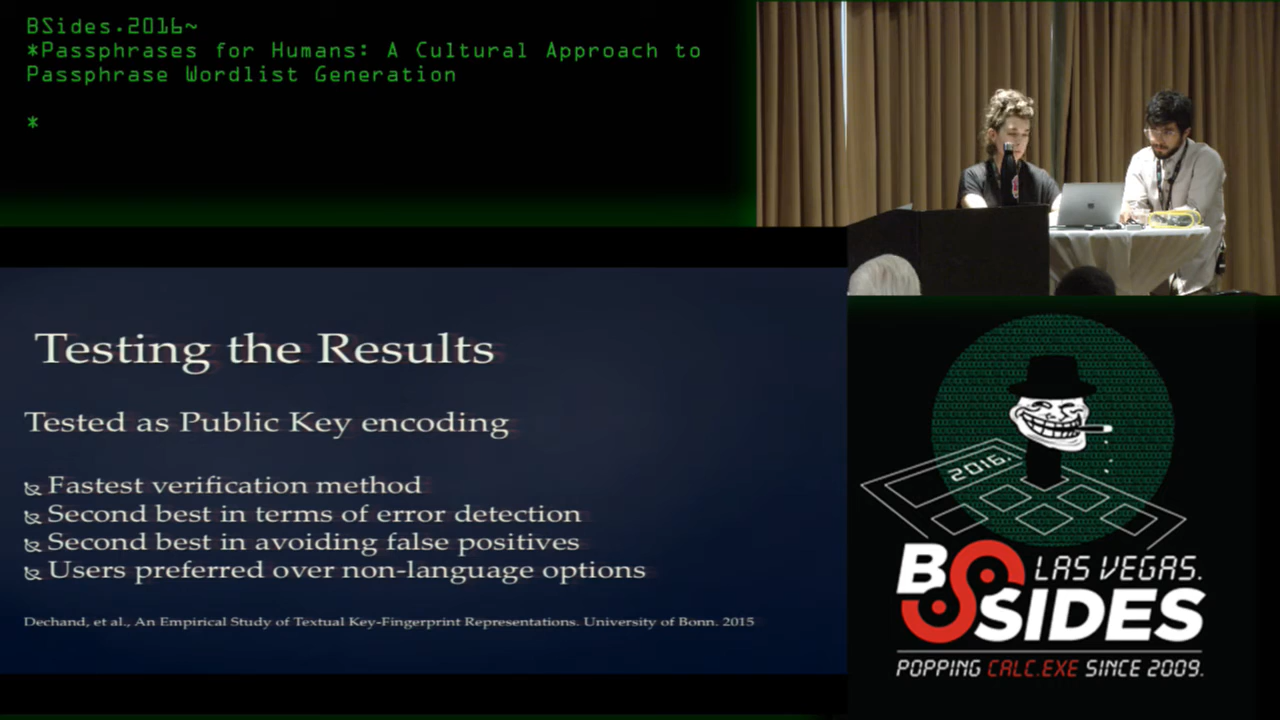 BSides.2016~
*Passphrases for Humans: A Cultural Approach to
Passphrase Wordlist Generation
*
Testing the Results
Tested as Public Key encoding
Fastest verification method
Second best in terms of error detection
Second best in avoiding false positives
Users preferred over non-language options
Dechand, et al., An Empirical Study of Textual Key-Fingerprint Representations. University of Bonn. 2015
2016.
BSIDES LAS VEGAS.
POPPING CALC.EXE SINCE 2009.